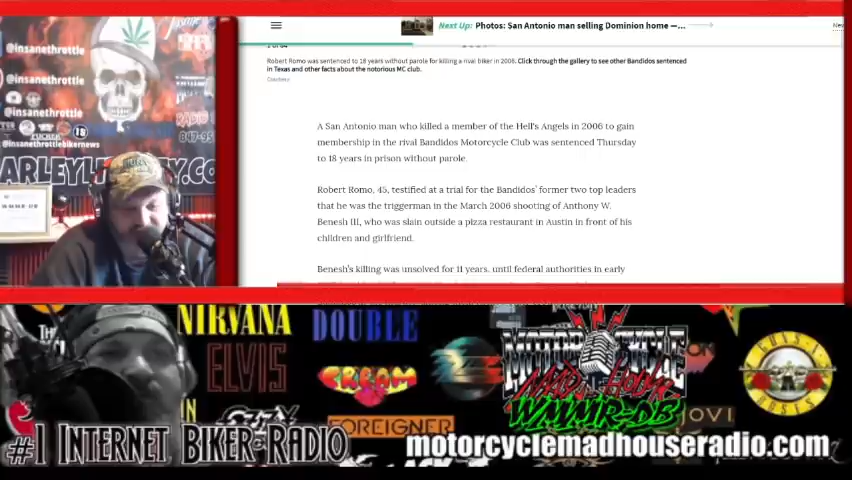 @insanethrottle
@insanethrottle
@insanethrottle
@insanethrottlebikernews
ARLEY
Next Up: Photos: San Antonio man selling Dominion home —...
Robert Romo was sentenced to 18 years without parole for killing a rival biker in 2006. Click through the gallery to see other Bandidos sentenced
in Texas and other facts about the notorious MC club.
A San Antonio man who killed a member of the Hell's Angels in 2006 to gain
membership in the rival Bandidos Motorcycle Club was sentenced Thursday
to 18 years in prison without parole.
Robert Romo, 45, testified at a trial for the Bandidos' former two top leaders
that he was the triggerman in the March 2006 shooting of Anthony W.
Benesh III, who was slain outside a pizza restaurant in Austin in front of his
children and girlfriend.
Benesh's killing was unsolved for 11 years, until federal authorities in early
NIRVANA
DOUBLE
ELVIS
CREAM
FOREIGNER
STYX
MOTORCYCLE
MADHOUSE
WMMR-DB
JOVI
GUNS N
ROSES
#1 INTERNET BIKER RADIO
motorcyclemadhouseradio.com